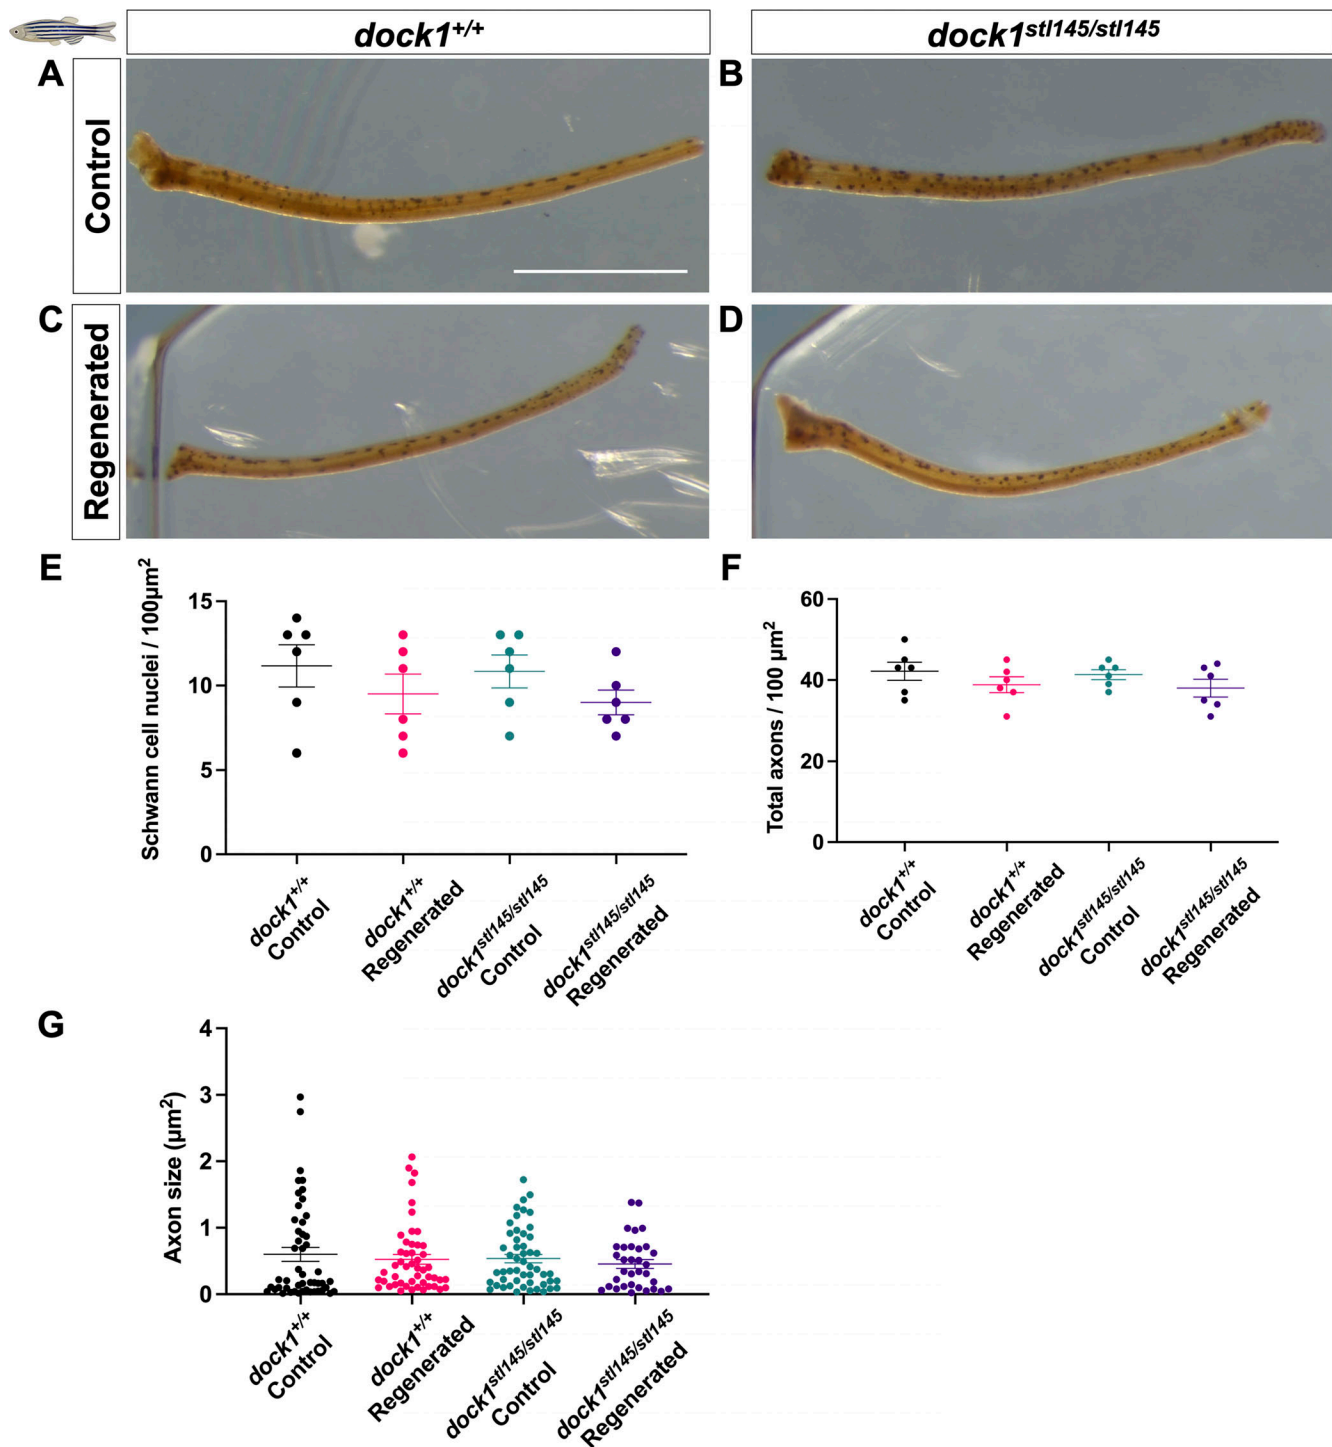 dock1+/+
dock1stl145/stl145
A
B
Control
C
D
Regenerated
E
Schwann cell nuclei / 100µm2
15
10
5
0
dock1+/+
Control
dock1+/+
Regenerated
dock1stl145/stl145
Control
dock1stl145/stl145
Regenerated
F
Total axons / 100 µm2
60
40
20
0
dock1+/+
Control
dock1+/+
Regenerated
dock1stl145/stl145
Control
dock1stl145/stl145
Regenerated
G
Axon size (µm2)
4
3
2
1
0
dock1+/+
Control
dock1+/+
Regenerated
dock1stl145/stl145
Control
dock1stl145/stl145
Regenerated